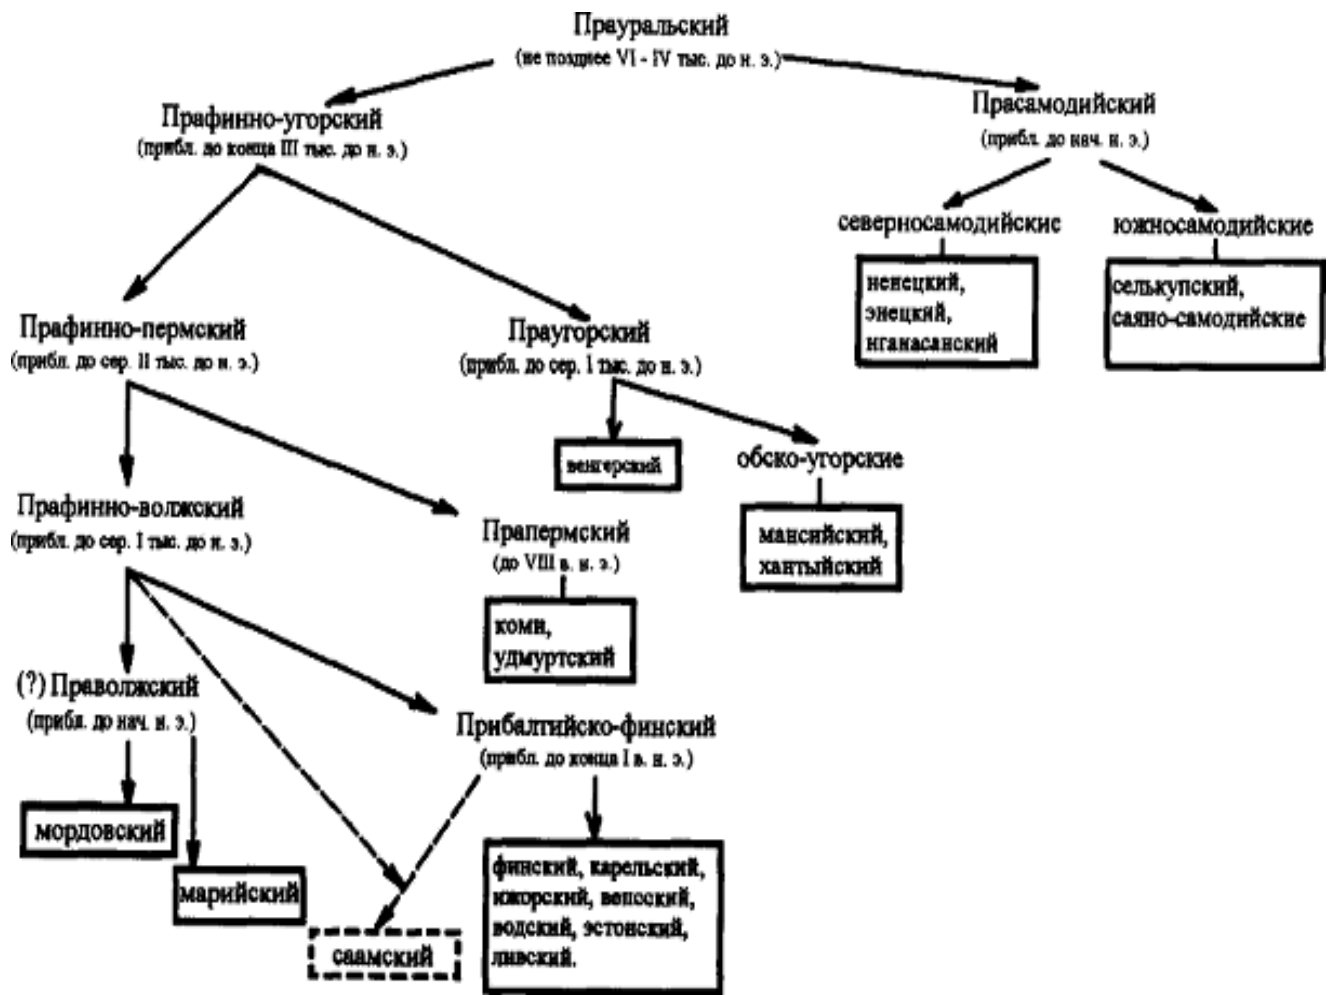 Прауральский
(не позднее VI - IV тыс. до н. э.)
Прафинно-угорский
(прибл. до конца III тыс. до н. э.)
Прасамодийский
(прибл. до нач. н. э.)
северносамодийские
южносамодийские
ненецкий,
энецкий,
нганасанский
селькупский,
саяно-самодийские
Прафинно-пермский
(прибл. до сер. II тыс. до н. э.)
Праугорский
(прибл. до сер. I тыс. до н. э.)
венгерский
обско-угорские
мансийский,
хантыйский
Прафинно-волжский
(прибл. до сер. I тыс. до н. э.)
Прапермский
(до VIII в. н. э.)
коми,
удмуртский
(?) Праволжский
(прибл. до нач. н. э.)
Прибалтийско-финский
(прибл. до конца I в. н. э.)
мордовский
марийский
саамский
финский, карельский,
ижорский, вепсский,
водский, эстонский,
ливский.